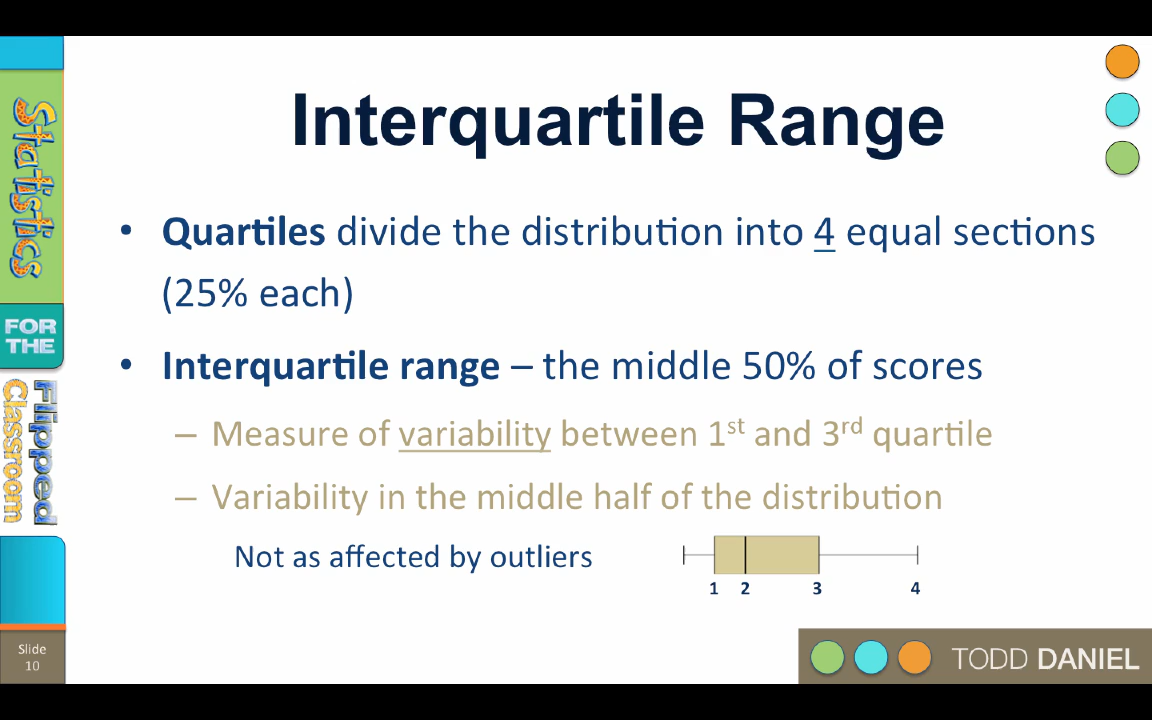 Interquartile Range
• Quartiles divide the distribution into 4 equal sections
(25% each)
• Interquartile range – the middle 50% of scores
– Measure of variability between 1st and 3rd quartile
– Variability in the middle half of the distribution
Not as affected by outliers
1 2 3 4
Statistics
FOR
THE
Flipped
Classroom
Slide
10
TODD DANIEL